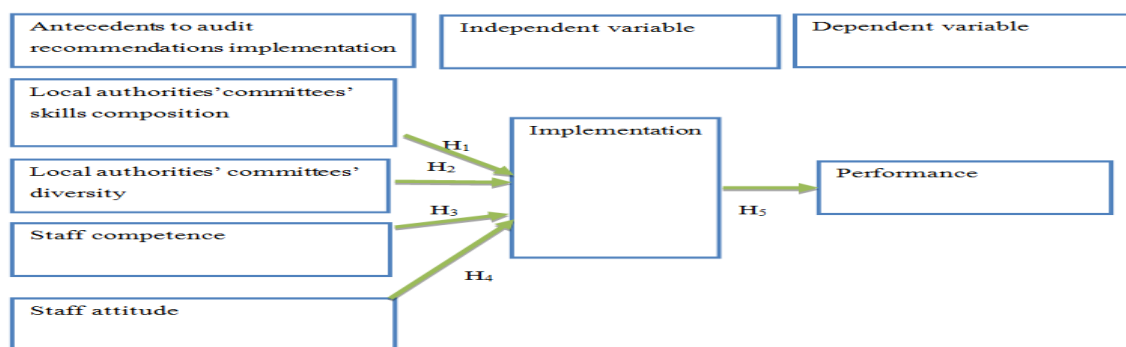 Antecedents to audit
recommendations implementation
Independent variable
Dependent variable
Local authorities’committees’
skills composition
Implementation
H₁
Local authorities’ committees’
diversity
H₂
Performance
H₃
H₅
Staff competence
H₄
Staff attitude